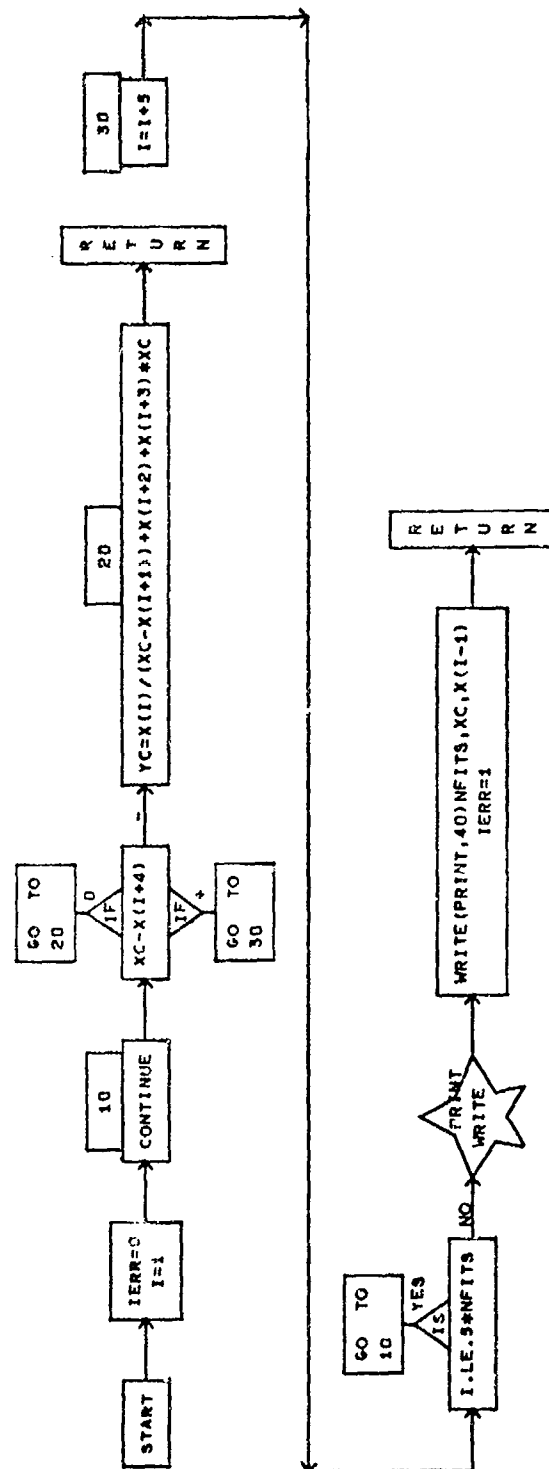 START
IERR=0
I=1
10
CONTINUE
GO TO
20
IF 0
XC-X(I+4)
IF +
GO TO
30
-
20
YC=X(I)/(XC-X(I+1))+X(I+2)+X(I+3)*XC
RETURN
30
I=I+5
GO TO
10
YES
IS
I.LE.5*NFITS
NO
PRINT
WRITE
WRITE(PRINT,40)NFITS,XC,X(I-1)
IERR=1
RETURN